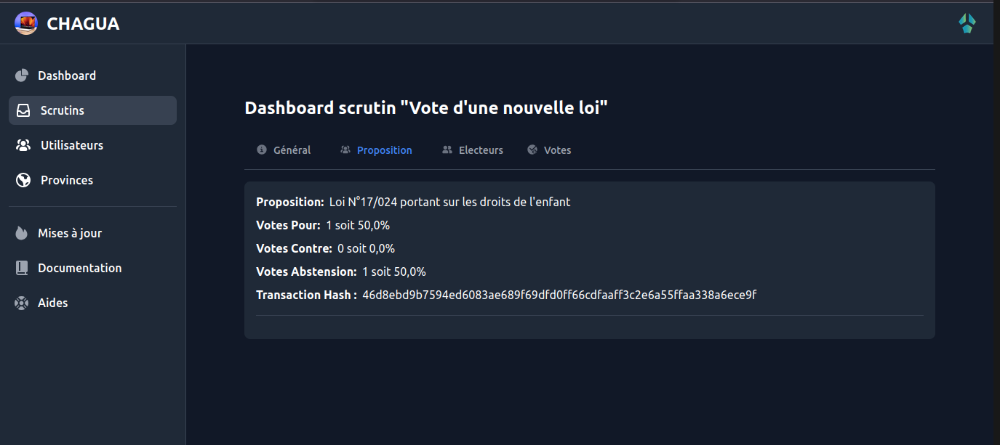 CHAGUA
Dashboard
Scrutins
Utilisateurs
Provinces
Mises à jour
Documentation
Aides
Dashboard scrutin "Vote d'une nouvelle loi"
Général Proposition Electeurs Votes
Proposition: Loi N°17/024 portant sur les droits de l'enfant
Votes Pour: 1 soit 50,0%
Votes Contre: 0 soit 0,0%
Votes Abstension: 1 soit 50,0%
Transaction Hash : 46d8ebd9b7594ed6083ae689f69dfd0ff66cdfaaff3c2e6a55ffaa338a6ece9f